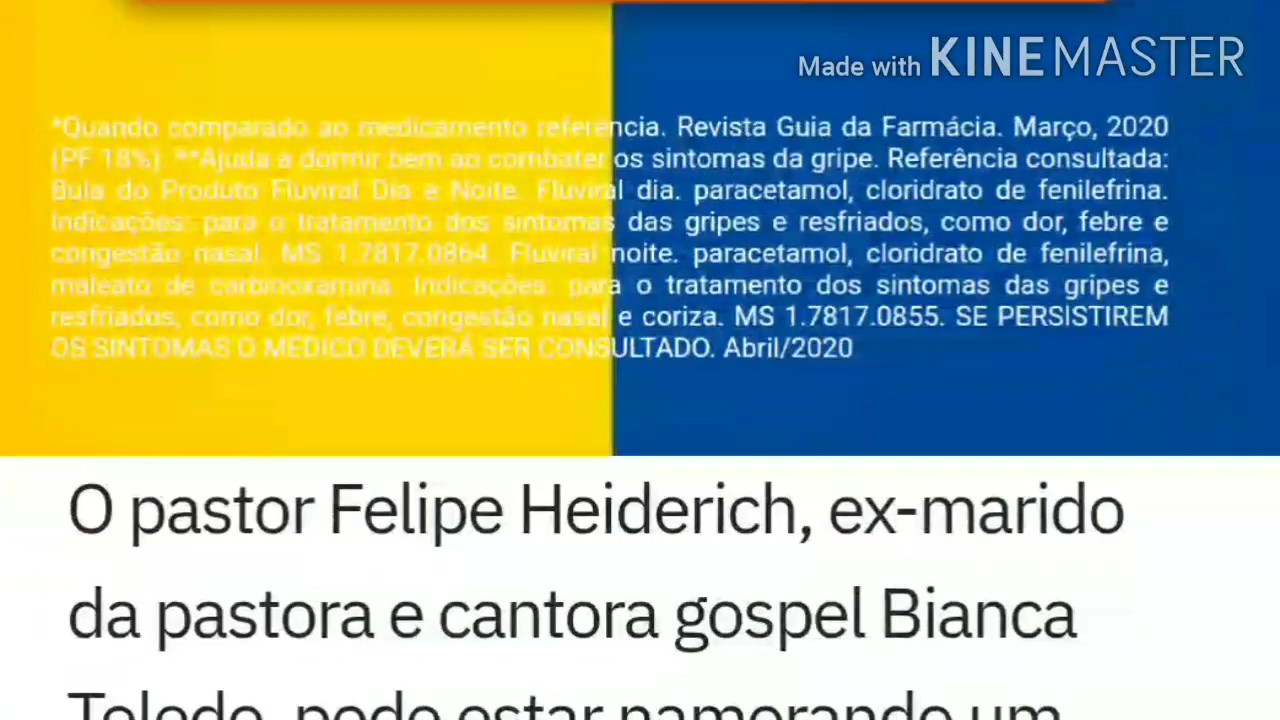 Made with KINEMASTER
*Quando comparado ao medicamento referência. Revista Guia da Farmácia. Março, 2020
(PF 18%). **Ajuda a dormir bem ao combater os sintomas da gripe. Referência consultada:
Bula do Produto Fluviral Dia e Noite. Fluviral dia. paracetamol, cloridrato de fenilefrina.
Indicações: para o tratamento dos sintomas das gripes e resfriados, como dor, febre e
congestão nasal. MS 1.7817.0864. Fluviral noite. paracetamol, cloridrato de fenilefrina,
maleato de carbinoxamina. Indicações: para o tratamento dos sintomas das gripes e
resfriados, como dor, febre, congestão nasal e coriza. MS 1.7817.0855. SE PERSISTIREM
OS SINTOMAS O MÉDICO DEVERÁ SER CONSULTADO. Abril/2020
O pastor Felipe Heiderich, ex-marido
da pastora e cantora gospel Bianca
Toledo, pode estar namorando um